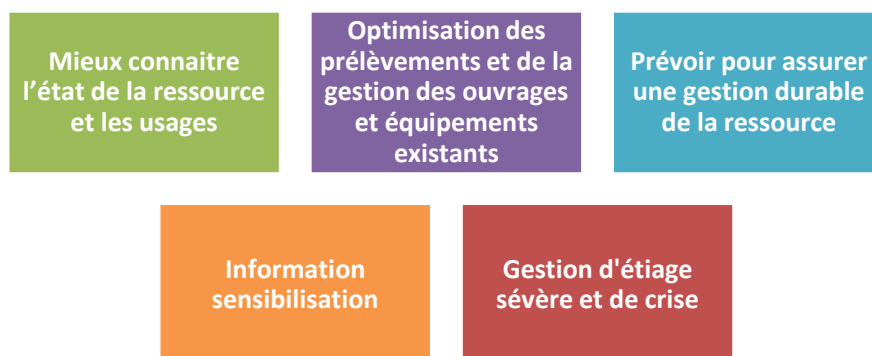 Mieux connaitre
l'état de la ressource
et les usages
Optimisation des
prélèvements et de la
gestion des ouvrages
et équipements
existants
Prévoir pour assurer
une gestion durable
de la ressource
Information
sensibilisation
Gestion d'étiage
sévère et de crise